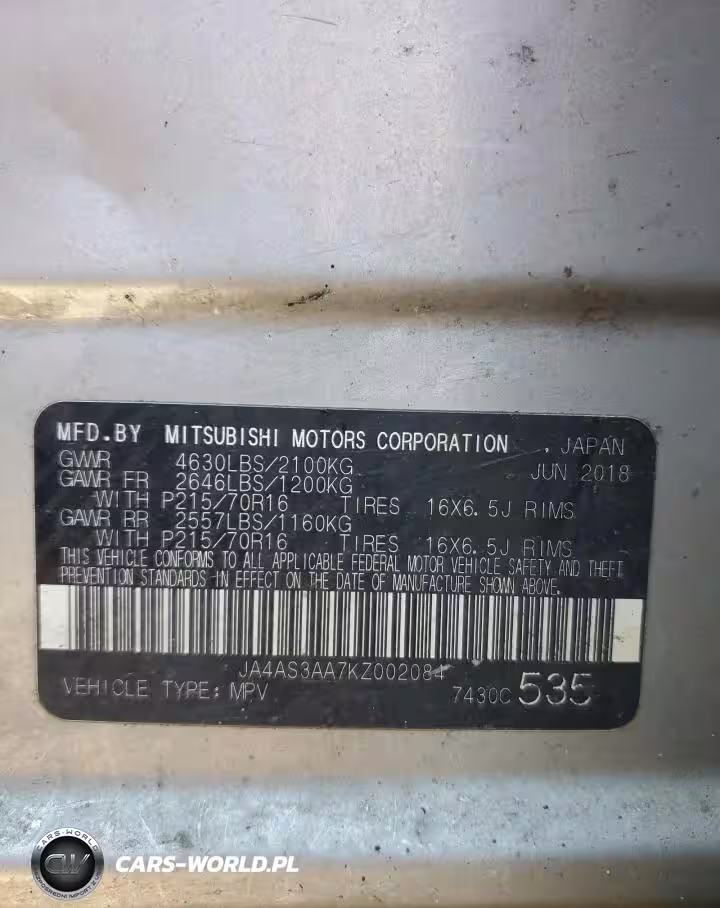 MFD.BY MITSUBISHI MOTORS CORPORATION . JAPAN
GVWR 4630LBS/2100KG JUN 2018
GAWR FR 2646LBS/1200KG
WITH P215/70R16 TIRES 16X6.5J RIMS
GAWR RR 2557LBS/1160KG
WITH P215/70R16 TIRES 16X6.5J RIMS
THIS VEHICLE CONFORMS TO ALL APPLICABLE FEDERAL MOTOR VEHICLE SAFETY AND THEFT
PREVENTION STANDARDS IN EFFECT ON THE DATE OF MANUFACTURE SHOWN ABOVE.
JA4AS3AA7KZ002084
VEHICLE TYPE: MPV 7430C 535
CARS-WORLD
CW
CARS-WORLD.PL